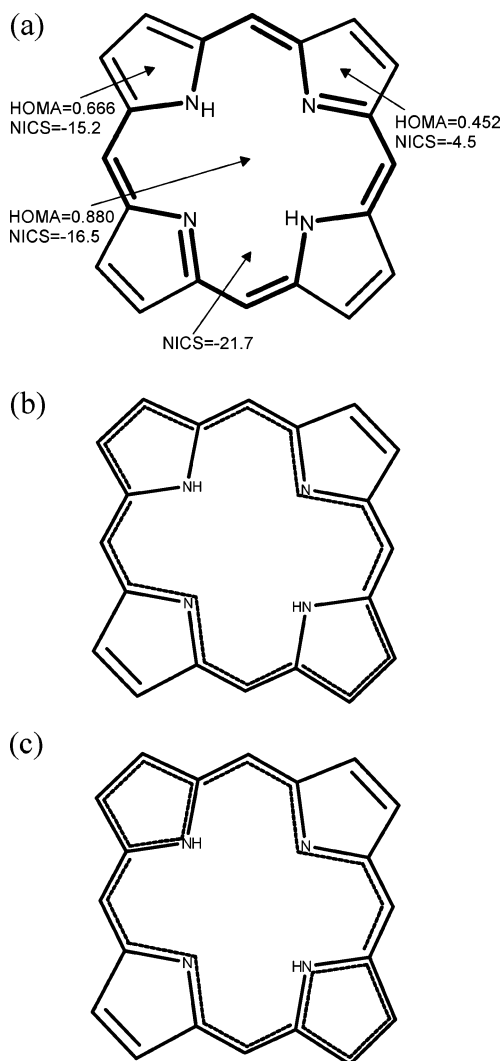 (a)
HOMA=0.666
NICS=-15.2
N
H
N
HOMA=0.452
NICS=-4.5
HOMA=0.880
NICS=-16.5
N
H
N
NICS=-21.7
(b)
NH
N
N
HN
(c)
NH
N
N
HN